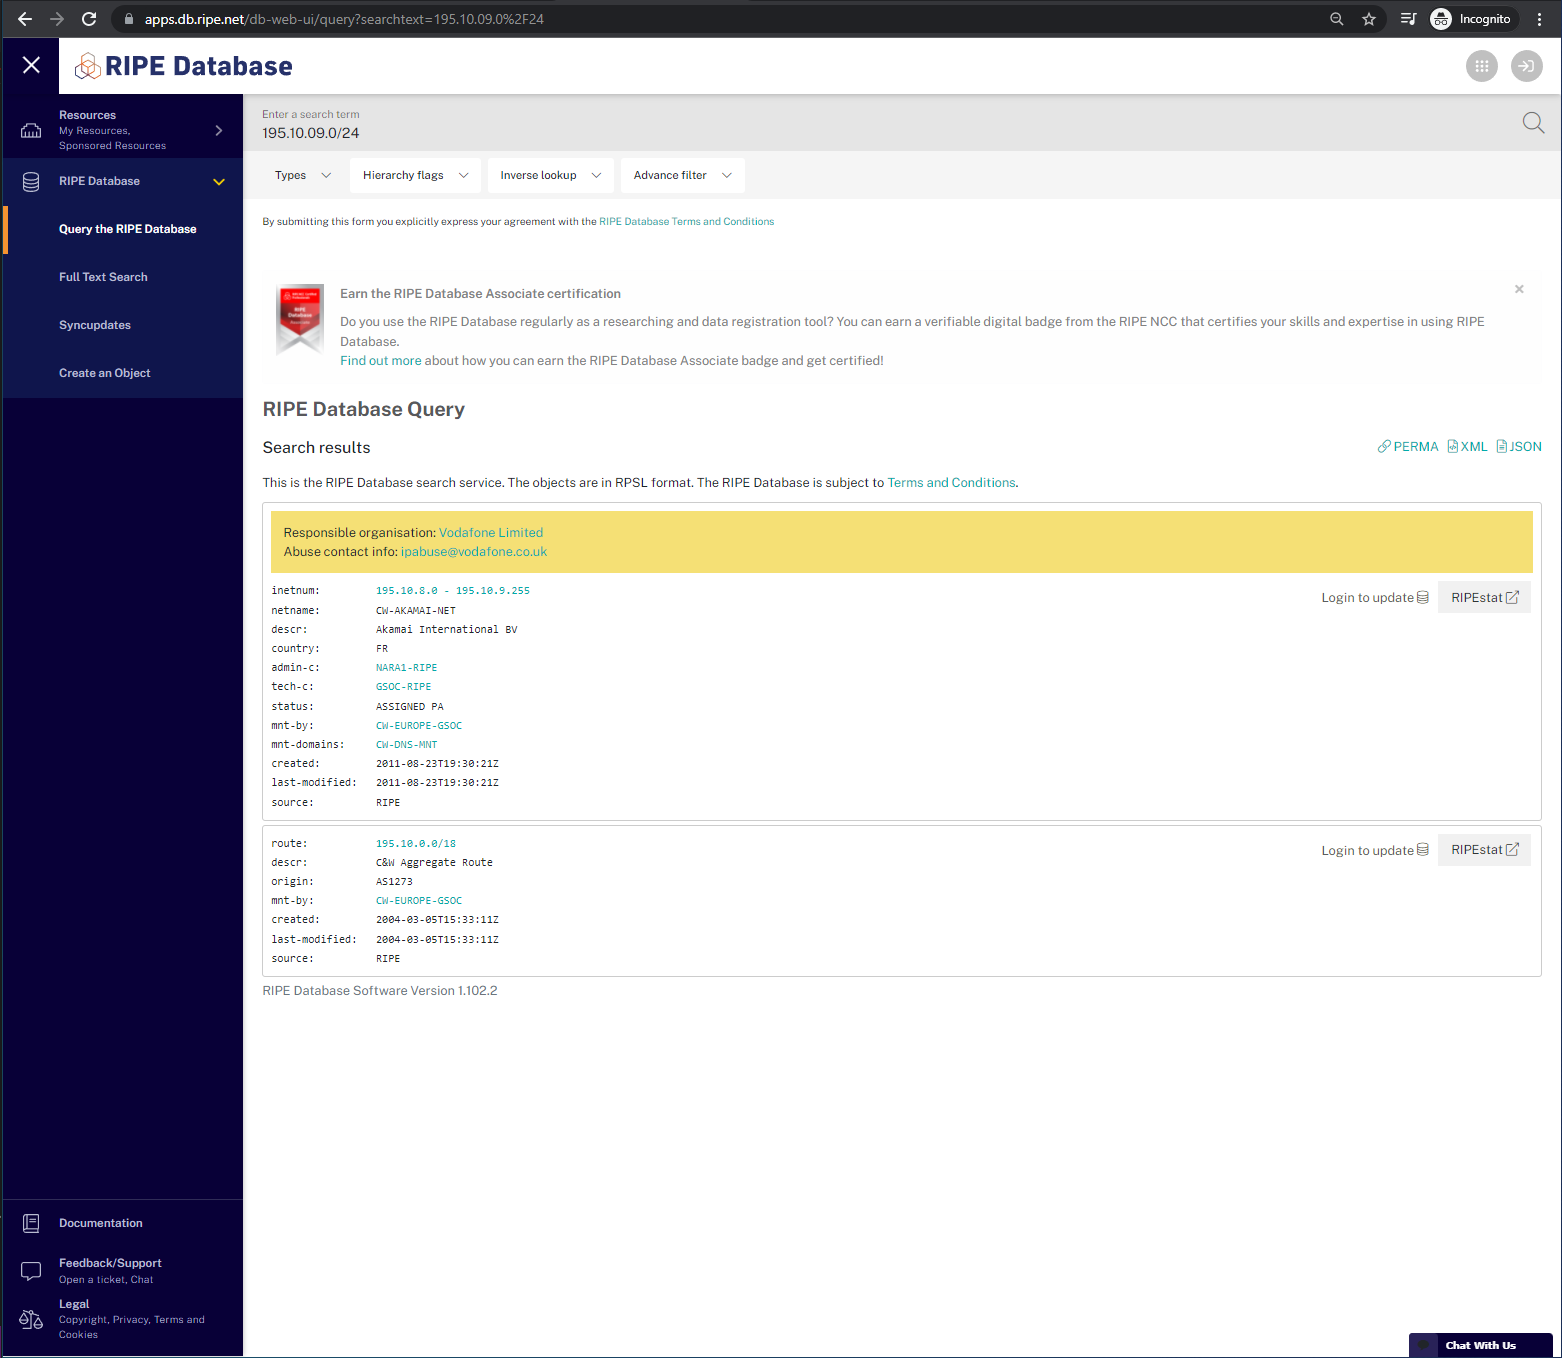 apps.db.ripe.net/db-web-ui/query?searchtext=195.10.09.0%2F24
Incognito
RIPE Database
Resources
My Resources,
Sponsored Resources
RIPE Database
Query the RIPE Database
Full Text Search
Syncupdates
Create an Object
Enter a search term
195.10.09.0/24
Types
Hierarchy flags
Inverse lookup
Advance filter
By submitting this form you explicitly express your agreement with the RIPE Database Terms and Conditions
RIPE
Database
Earn the RIPE Database Associate certification
×
Do you use the RIPE Database regularly as a researching and data registration tool? You can earn a verifiable digital badge from the RIPE NCC that certifies your skills and expertise in using RIPE
Database.
Find out more about how you can earn the RIPE Database Associate badge and get certified!
RIPE Database Query
Search results
PERMA XML JSON
This is the RIPE Database search service. The objects are in RPSL format. The RIPE Database is subject to Terms and Conditions.
Responsible organisation: Vodafone Limited
Abuse contact info: ipabuse@vodafone.co.uk
inetnum: 195.10.8.0 - 195.10.9.255
Login to update RIPEstat
netname: CW-AKAMAI-NET
descr: Akamai International BV
country: FR
admin-c: NARA1-RIPE
tech-c: GSOC-RIPE
status: ASSIGNED PA
mnt-by: CW-EUROPE-GSOC
mnt-domains: CW-DNS-MNT
created: 2011-08-23T19:30:21Z
last-modified: 2011-08-23T19:30:21Z
source: RIPE
route: 195.10.0.0/18
Login to update RIPEstat
descr: C&W Aggregate Route
origin: AS1273
mnt-by: CW-EUROPE-GSOC
created: 2004-03-05T15:33:11Z
last-modified: 2004-03-05T15:33:11Z
source: RIPE
RIPE Database Software Version 1.102.2
Documentation
Feedback/Support
Open a ticket, Chat
Legal
Copyright, Privacy, Terms and
Cookies
Chat With Us